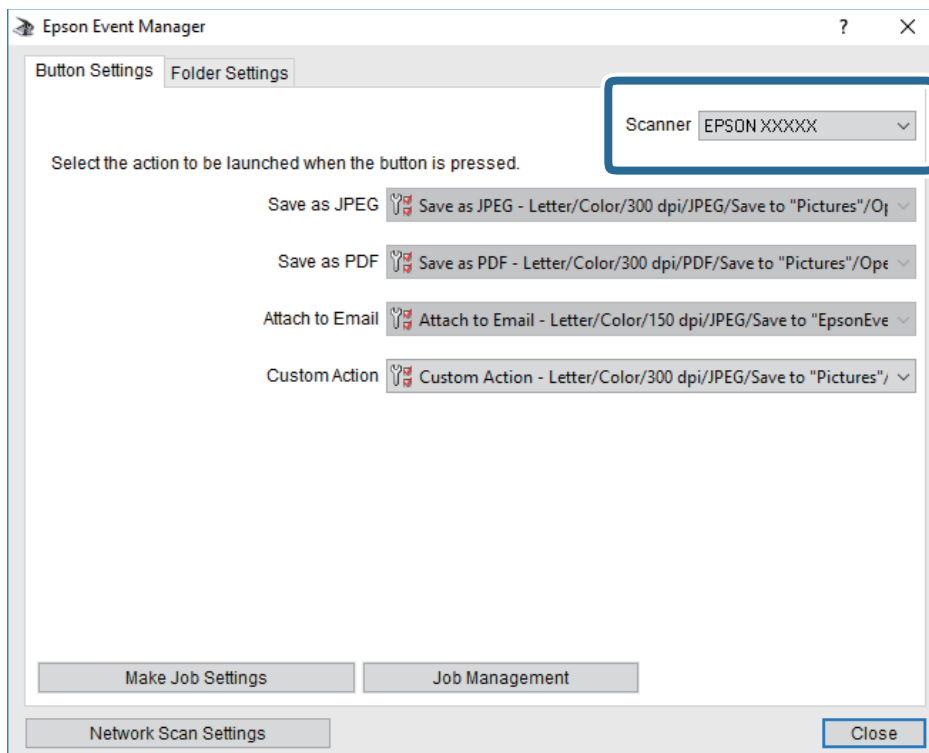 Epson Event Manager
?
Button Settings
Folder Settings
Scanner EPSON XXXXX
Select the action to be launched when the button is pressed.
Save as JPEG Save as JPEG - Letter/Color/300 dpi/JPEG/Save to "Pictures"/Op
Save as PDF Save as PDF - Letter/Color/300 dpi/PDF/Save to "Pictures"/Ope
Attach to Email Attach to Email - Letter/Color/150 dpi/JPEG/Save to "EpsonEve
Custom Action Custom Action - Letter/Color/300 dpi/JPEG/Save to "Pictures"/
Make Job Settings
Job Management
Network Scan Settings
Close